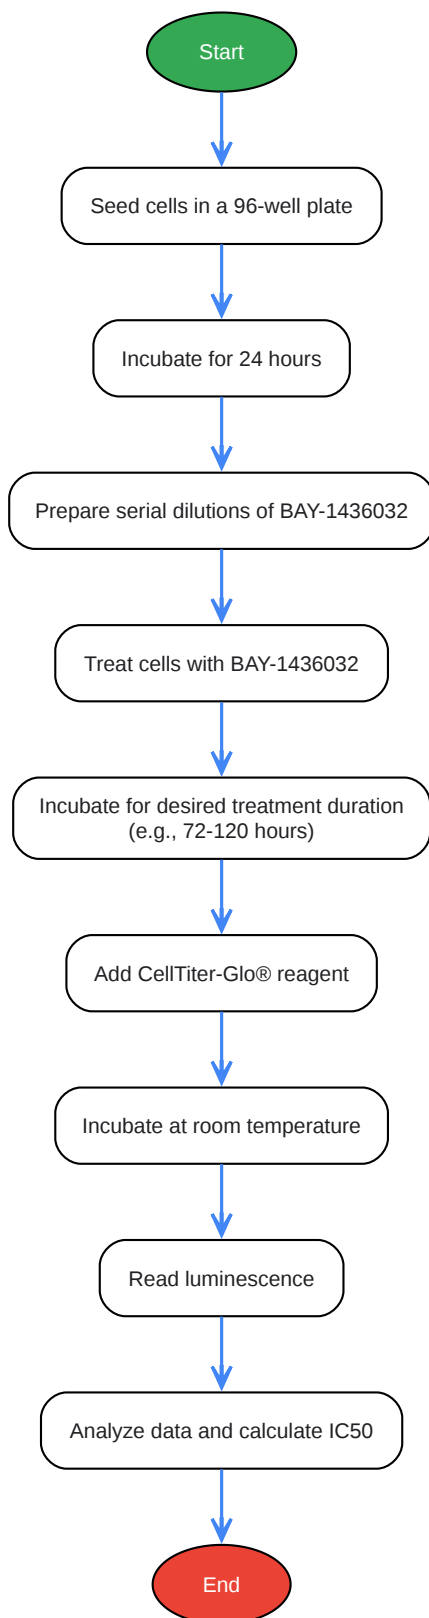 Start
Seed cells in a 96-well plate
Incubate for 24 hours
Prepare serial dilutions of BAY-1436032
Treat cells with BAY-1436032
Incubate for desired treatment duration
(e.g., 72-120 hours)
Add CellTiter-Glo® reagent
Incubate at room temperature
Read luminescence
Analyze data and calculate IC50
End